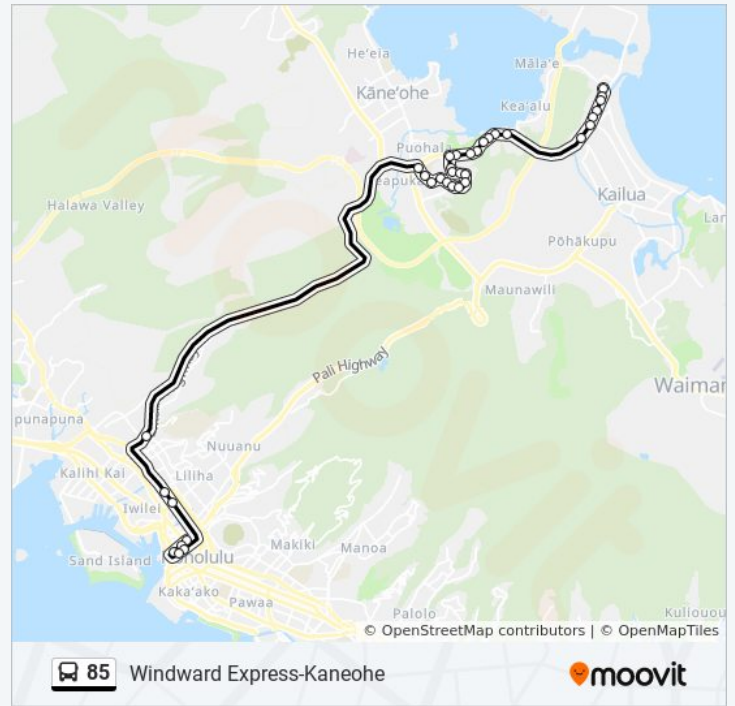 He‘eia
Kāne‘ohe
Māla‘e
Kea‘alu
Puohala
Halawa Valley
Kailua
Pōhākupu
Maunawili
Pali Highway
Waimar
punapuna
Nuuanu
Kalihi Kai
Liliha
Iwilei
Makiki
Manoa
Sand Island
Kaka‘ako
Pawaa
Palolo
Kuliouou
© OpenStreetMap contributors | © OpenMapTiles
85 Windward Express-Kaneohe
moovit